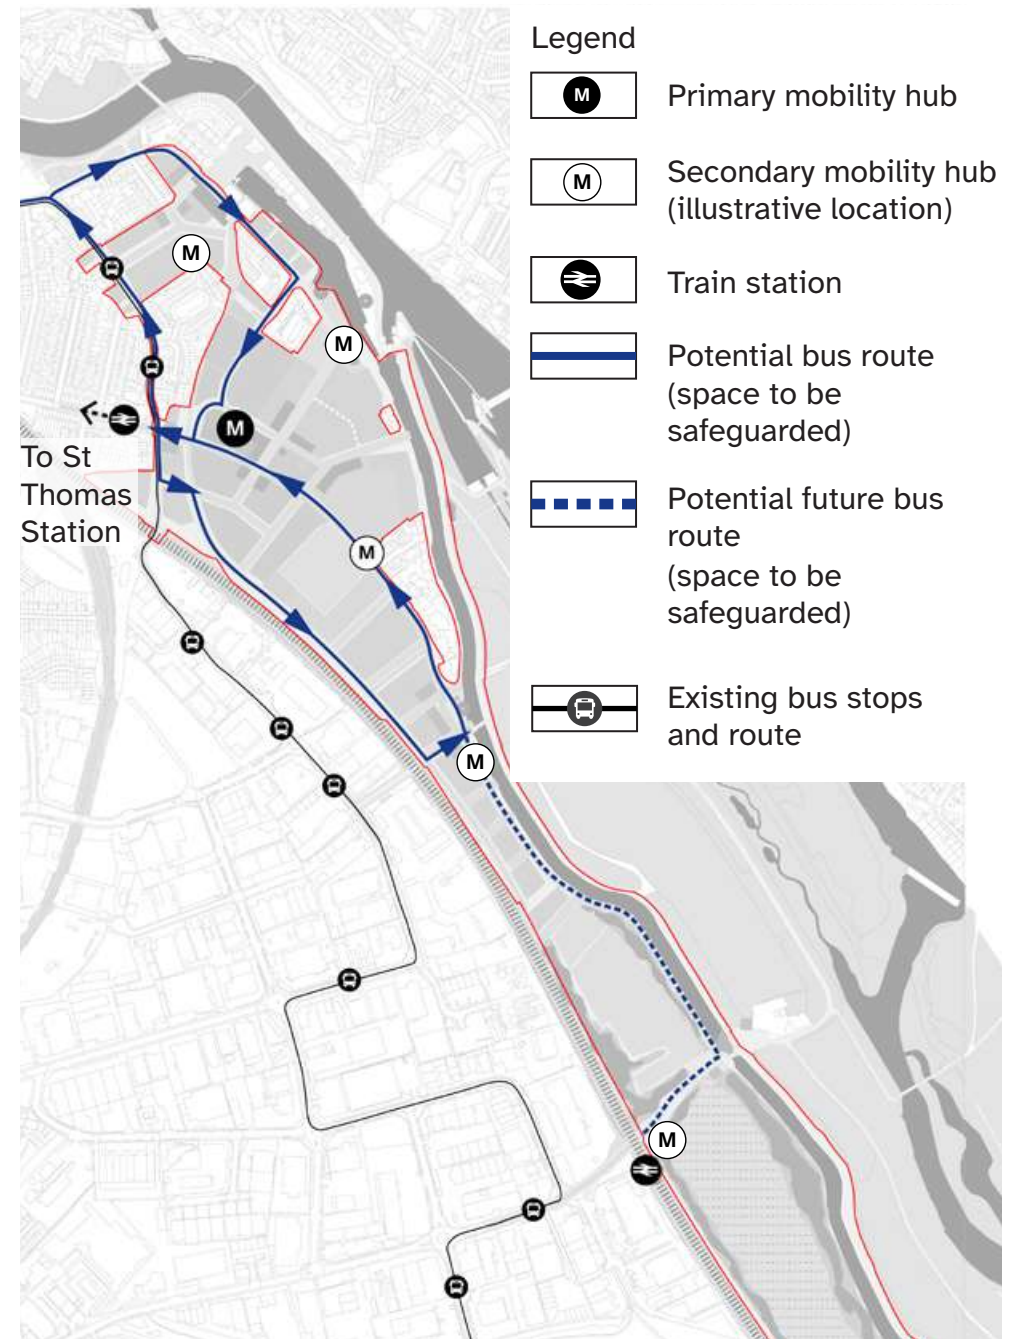 Legend
M
Primary mobility hub
M
Secondary mobility hub
(illustrative location)
Train station
Potential bus route
(space to be
safeguarded)
Potential future bus
route
(space to be
safeguarded)
Existing bus stops
and route
M
M
M
To St
Thomas
Station
M
M
M